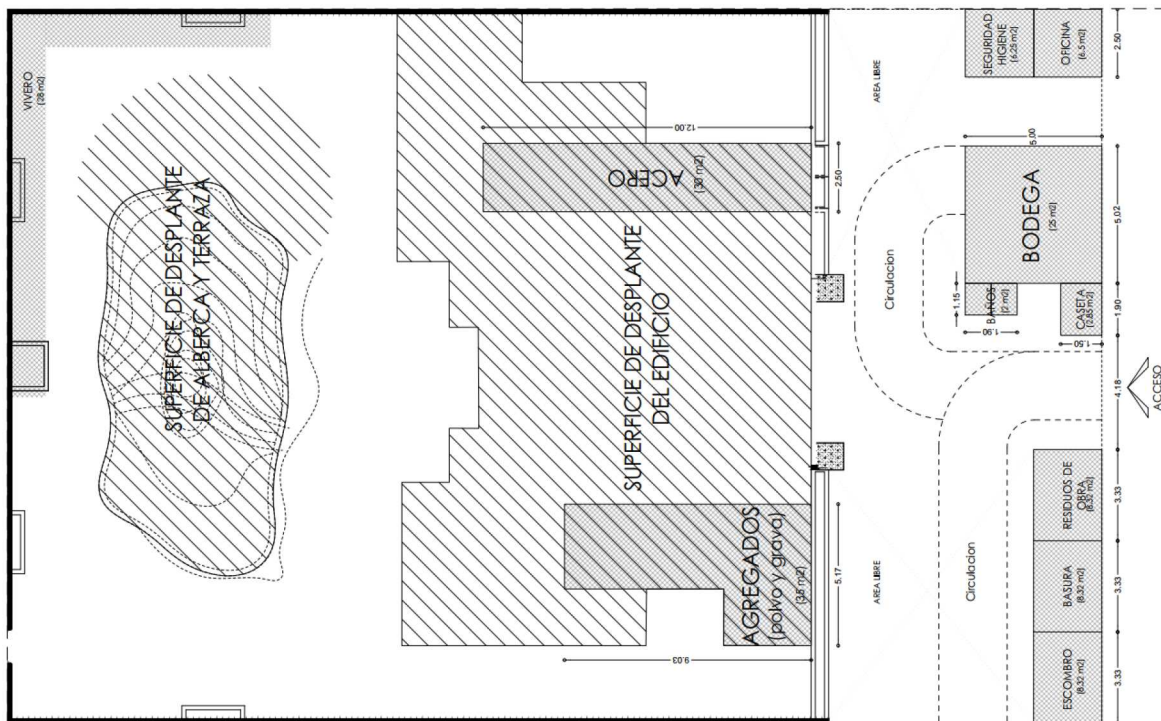 VIVERO
(28 m2)
SUPERFICIE DE DESPLANTE
DE ALBERCA Y TERRAZA
12.00
ACERO
(30 m2)
2.50
SUPERFICIE DE DESPLANTE
DEL EDIFICIO
AGREGADOS
(polvo y grava)
(35 m2)
5.17
9.03
AREA LIBRE
Circulacion
AREA LIBRE
Circulacion
SEGURIDAD
HIGIENE
(6.25 m2)
OFICINA
(6.5 m2)
2.50
5.00
BODEGA
(25 m2)
5.02
1.15
BAÑOS
(2 m2)
1.90
CASETA
(2.85 m2)
1.90
1.50
4.18
ACCESO
RESIDUOS DE
OBRA
(8.32 m2)
3.33
BASURA
(8.32 m2)
3.33
ESCOMBRO
(8.32 m2)
3.33